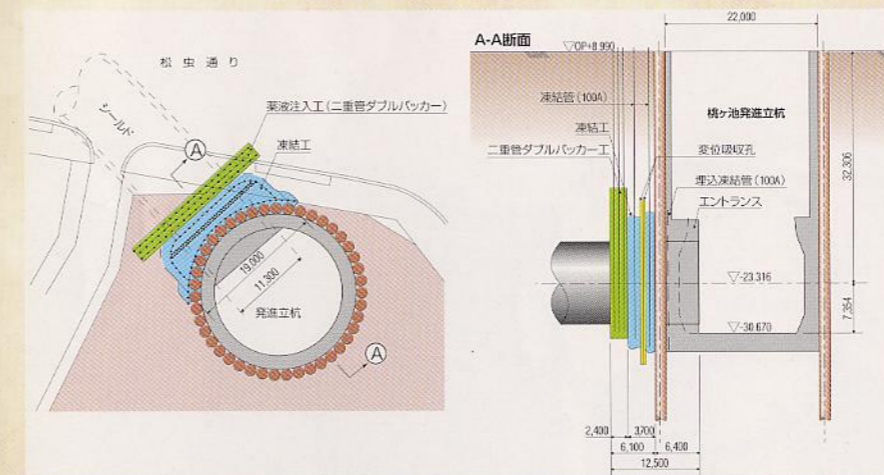 松虫通り
シールド
薬液注入工(二重管ダブルパッカー)
凍結工
A
19,000
11,300
発進立杭
A
A-A断面
▽OP+8.990
22,000
凍結管(100A)
凍結工
二重管ダブルパッカー工
桃ヶ池発進立杭
変位吸収孔
埋込凍結管(100A)
エントランス
32,306
▽-23.316
7,354
▽-30.670
2,400
3,700
6,100
6,400
12,500